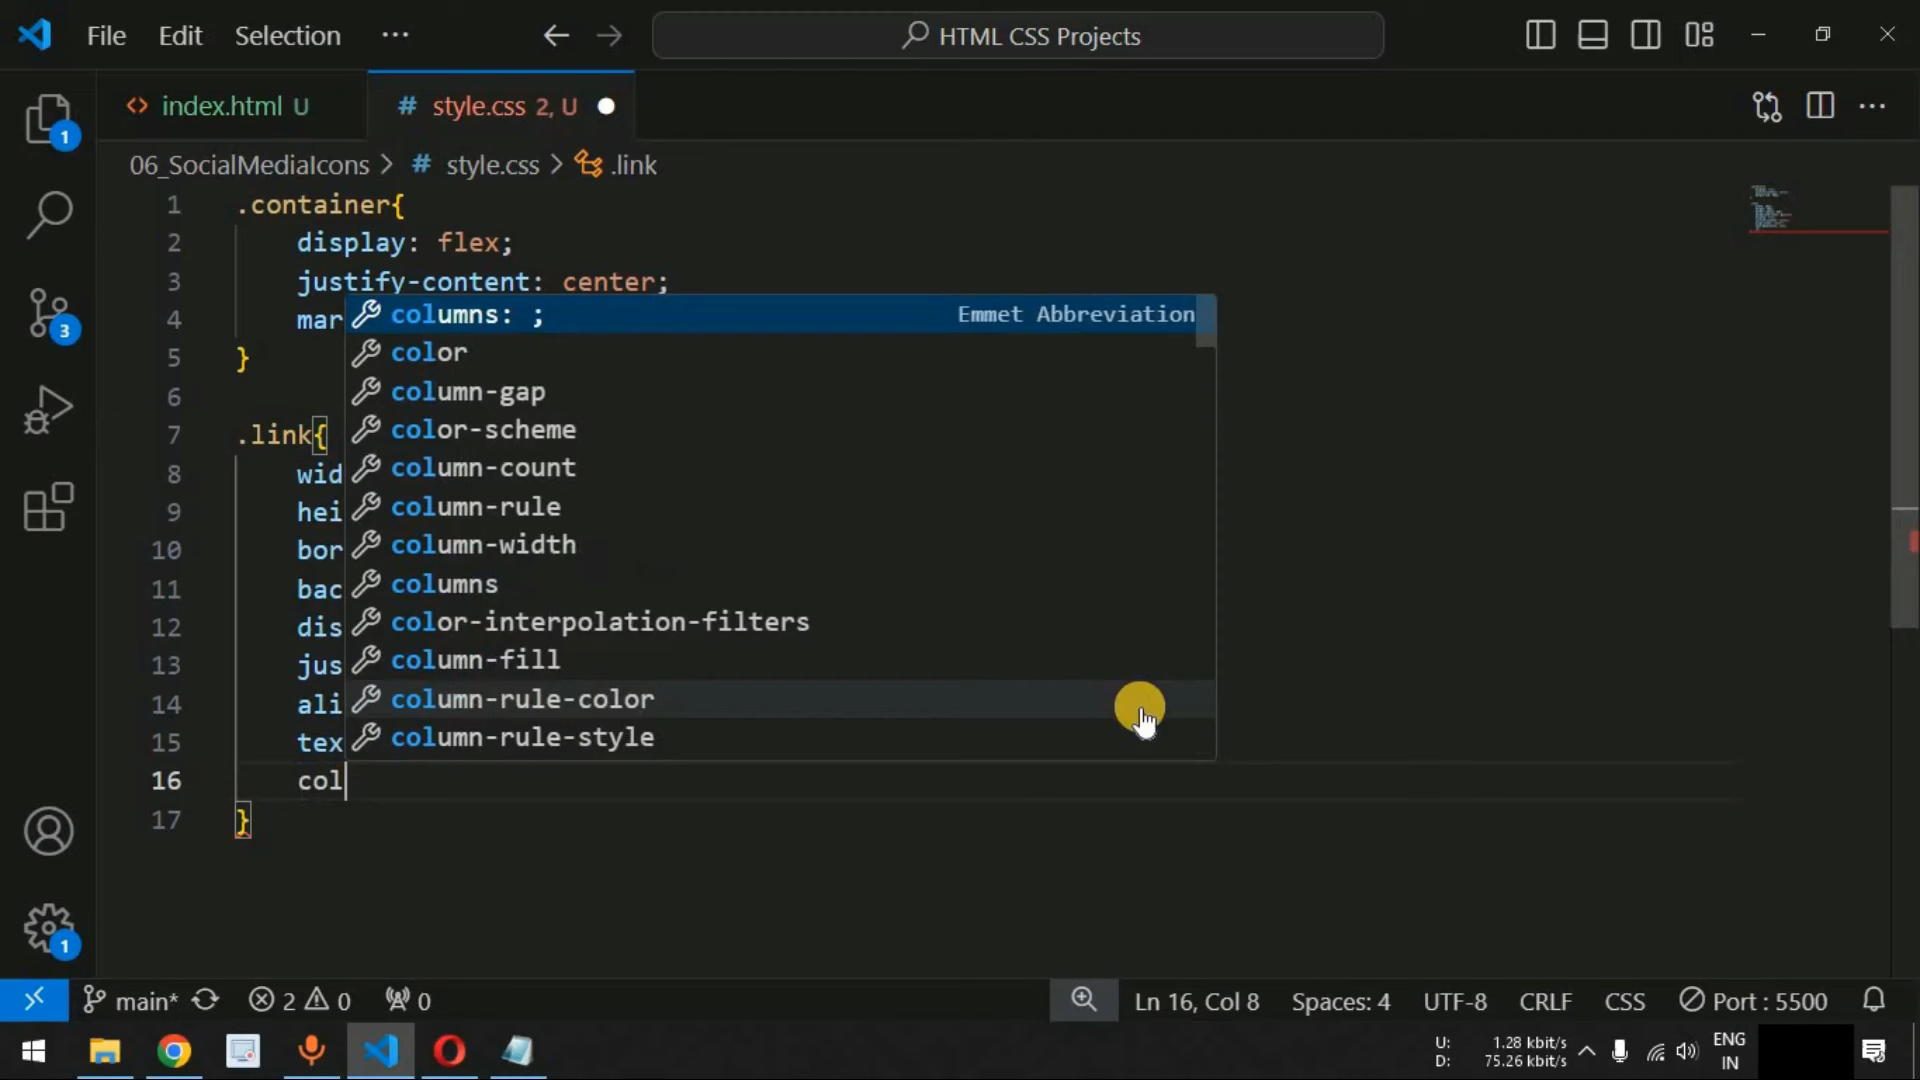 File Edit Selection ··· HTML CSS Projects
index.html U # style.css 2, U
06_SocialMediaIcons > # style.css > .link
1 .container{
2 display: flex;
3 justify-content: center;
4 mar
columns: ; Emmet Abbreviation
color
5 }
column-gap
6
color-scheme
7 .link{
column-count
8 wid
column-rule
9 hei
column-width
10 bor
columns
11 bac
color-interpolation-filters
12 dis
column-fill
13 jus
column-rule-color
14 ali
column-rule-style
15 tex
16 col
17 }
1
3
1
main* 2 0 0 Ln 16, Col 8 Spaces: 4 UTF-8 CRLF CSS Port : 5500
U: 1.28 kbit/s
D: 75.26 kbit/s
ENG
IN